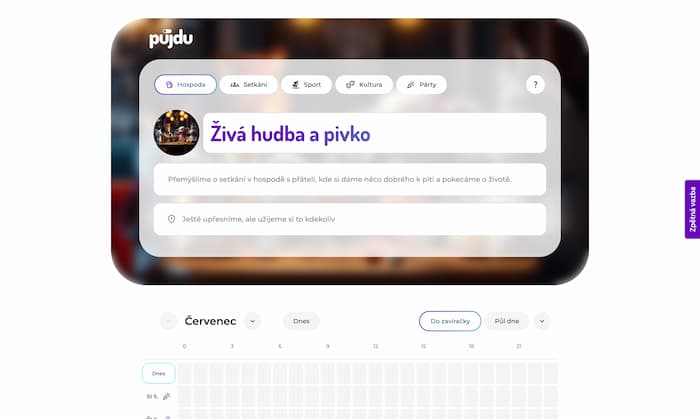 půjdu
Hospoda
Setkání
Sport
Kultura
Párty
?
Živá hudba a pivko
Přemýšlíme o setkání v hospodě s přáteli, kde si dáme něco dobrého k pití a pokecáme o životě.
Ještě upřesníme, ale užijeme si to kdekoliv
Zpětná vazba
Červenec
Dnes
Do zavíračky
Půl dne
0 3 6 9 12 15 18 21
Dnes
St 5.